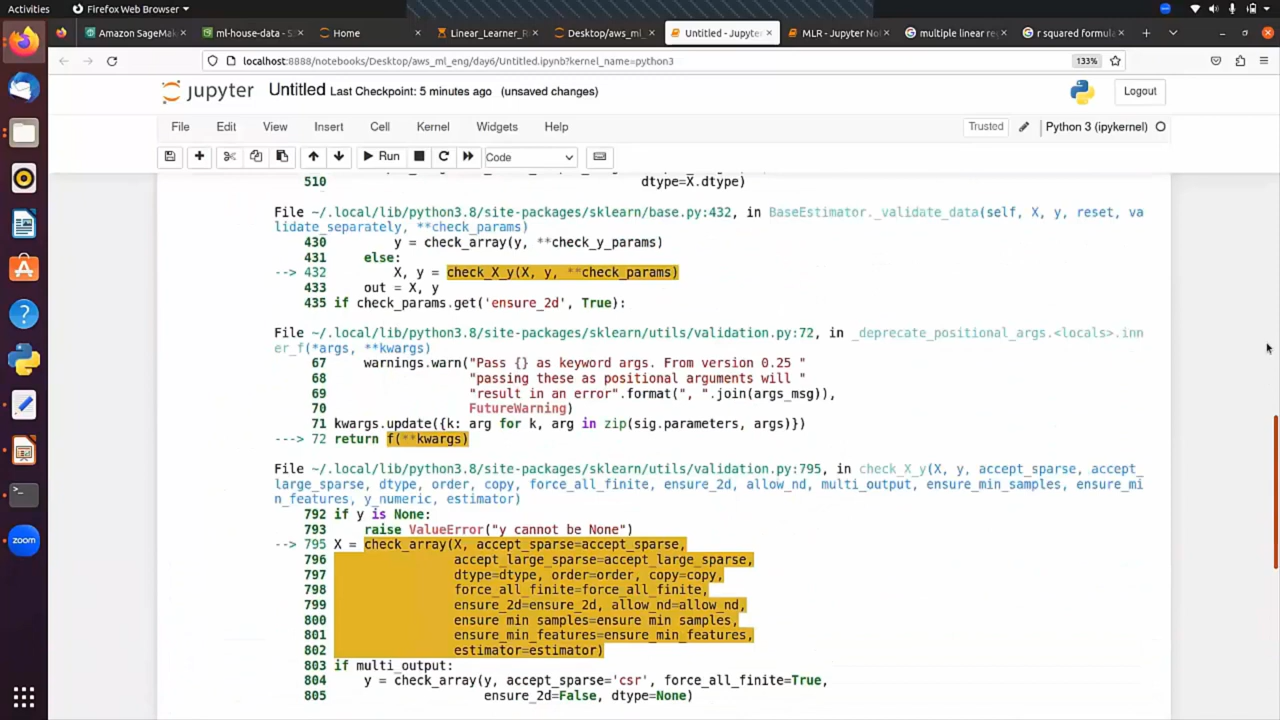 Activities
Firefox Web Browser
Amazon SageMa
ml-house-data - S
Home
Linear_Learner_R
Desktop/aws_ml_
Untitled - Jupyte
MLR - Jupyter No
multiple linear re
r squared formula
localhost:8888/notebooks/Desktop/aws_ml_eng/day6/Untitled.ipynb?kernel_name=python3
133%
jupyter Untitled Last Checkpoint: 5 minutes ago (unsaved changes)
Logout
File Edit View Insert Cell Kernel Widgets Help
Trusted
Python 3 (ipykernel)
Run
Code
510 dtype=X.dtype)
File ~/.local/lib/python3.8/site-packages/sklearn/base.py:432, in BaseEstimator._validate_data(self, X, y, reset, va
lidate_separately, **check_params)
430 y = check_array(y, **check_y_params)
431 else:
--> 432 X, y = check_X_y(X, y, **check_params)
433 out = X, y
435 if check_params.get('ensure_2d', True):
File ~/.local/lib/python3.8/site-packages/sklearn/utils/validation.py:72, in _deprecate_positional_args.<locals>.inn
er_f(*args, **kwargs)
67 warnings.warn("Pass {} as keyword args. From version 0.25 "
68 "passing these as positional arguments will "
69 "result in an error".format(", ".join(args_msg)),
70 FutureWarning)
71 kwargs.update({k: arg for k, arg in zip(sig.parameters, args)})
---> 72 return f(**kwargs)
File ~/.local/lib/python3.8/site-packages/sklearn/utils/validation.py:795, in check_X_y(X, y, accept_sparse, accept_
large_sparse, dtype, order, copy, force_all_finite, ensure_2d, allow_nd, multi_output, ensure_min_samples, ensure_mi
n_features, y_numeric, estimator)
792 if y is None:
793 raise ValueError("y cannot be None")
--> 795 X = check_array(X, accept_sparse=accept_sparse,
796 accept_large_sparse=accept_large_sparse,
797 dtype=dtype, order=order, copy=copy,
798 force_all_finite=force_all_finite,
799 ensure_2d=ensure_2d, allow_nd=allow_nd,
800 ensure_min_samples=ensure_min_samples,
801 ensure_min_features=ensure_min_features,
802 estimator=estimator)
803 if multi_output:
804 y = check_array(y, accept_sparse='csr', force_all_finite=True,
805 ensure_2d=False, dtype=None)
zoom